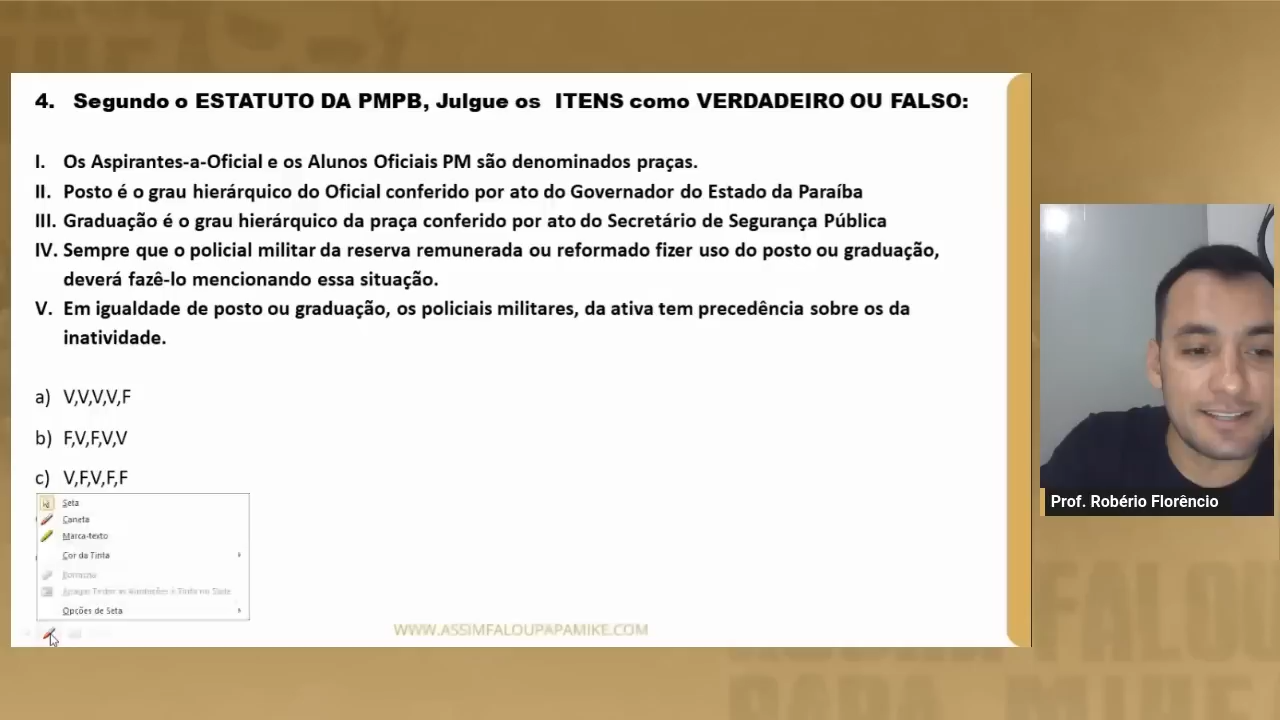 4. Segundo o ESTATUTO DA PMPB, Julgue os ITENS como VERDADEIRO OU FALSO:
I. Os Aspirantes-a-Oficial e os Alunos Oficiais PM são denominados praças.
II. Posto é o grau hierárquico do Oficial conferido por ato do Governador do Estado da Paraíba
III. Graduação é o grau hierárquico da praça conferido por ato do Secretário de Segurança Pública
IV. Sempre que o policial militar da reserva remunerada ou reformado fizer uso do posto ou graduação,
deverá fazê-lo mencionando essa situação.
V. Em igualdade de posto ou graduação, os policiais militares, da ativa tem precedência sobre os da
inatividade.
a) V,V,V,V,F
b) F,V,F,V,V
c) V,F,V,F,F
Seta
Caneta
Marca-texto
Cor da Tinta
Borracha
Opções de Seta
WWW.ASSIMFALOUPAPAMIKE.COM
Prof. Robério Florêncio
FALOU